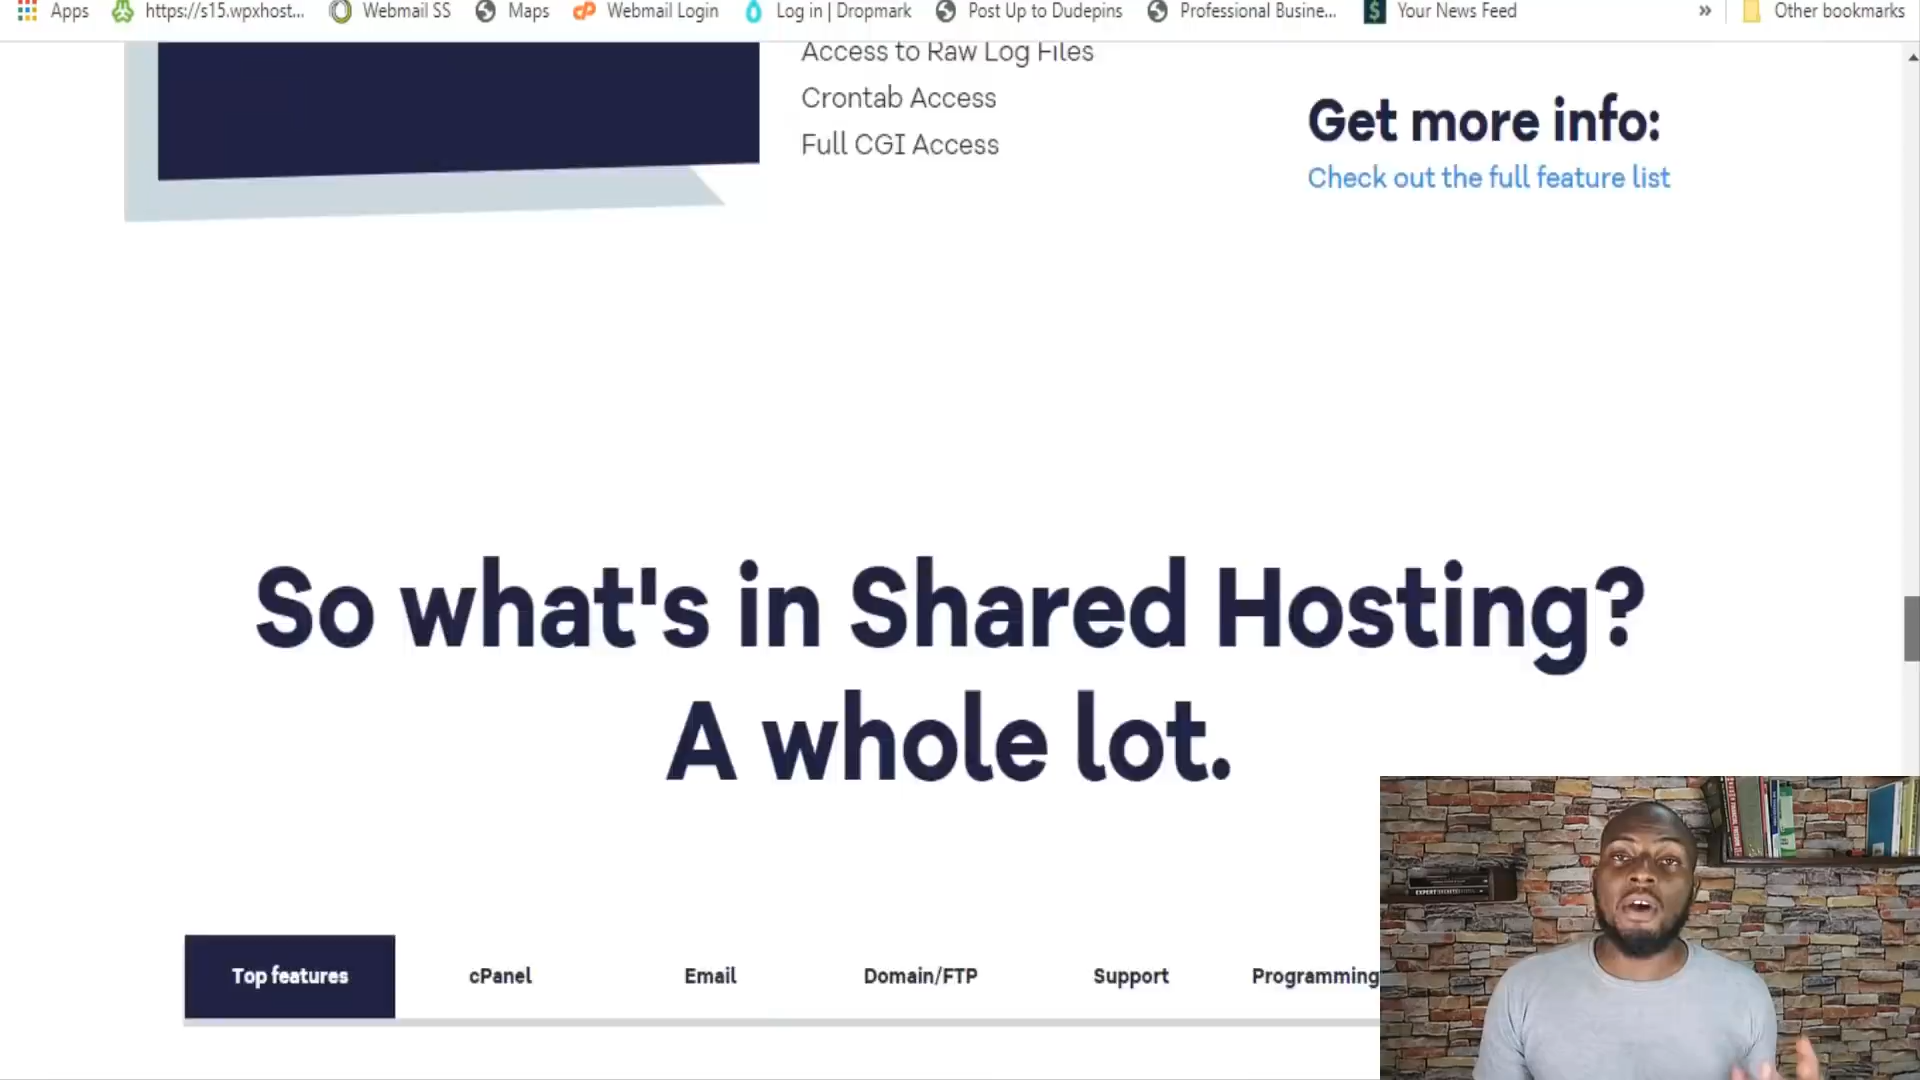 Apps https://s15.wpxhost... Webmail SS Maps Webmail Login Log in | Dropmark Post Up to Dudepins Professional Busine... Your News Feed » Other bookmarks
Access to Raw Log Files
Crontab Access
Full CGI Access
Get more info:
Check out the full feature list
So what's in Shared Hosting?
A whole lot.
Top features cPanel Email Domain/FTP Support Programming